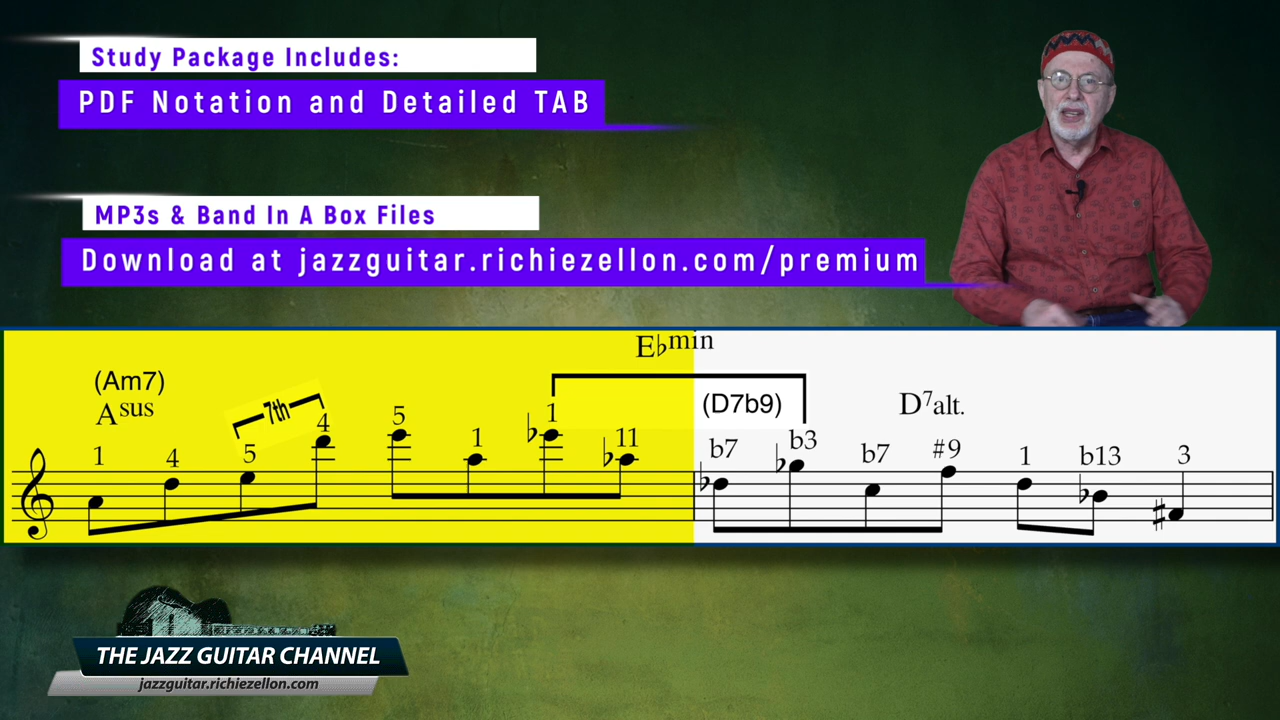 Study Package Includes:
PDF Notation and Detailed TAB
MP3s & Band In A Box Files
Download at jazzguitar.richiezellon.com/premium
E♭min
(Am7)
Asus
7th
(D7b9)
D7alt.
1 4 5 4 5 1 1 11 b7 b3 b7 #9 1 b13 3
THE JAZZ GUITAR CHANNEL
jazzguitar.richiezellon.com